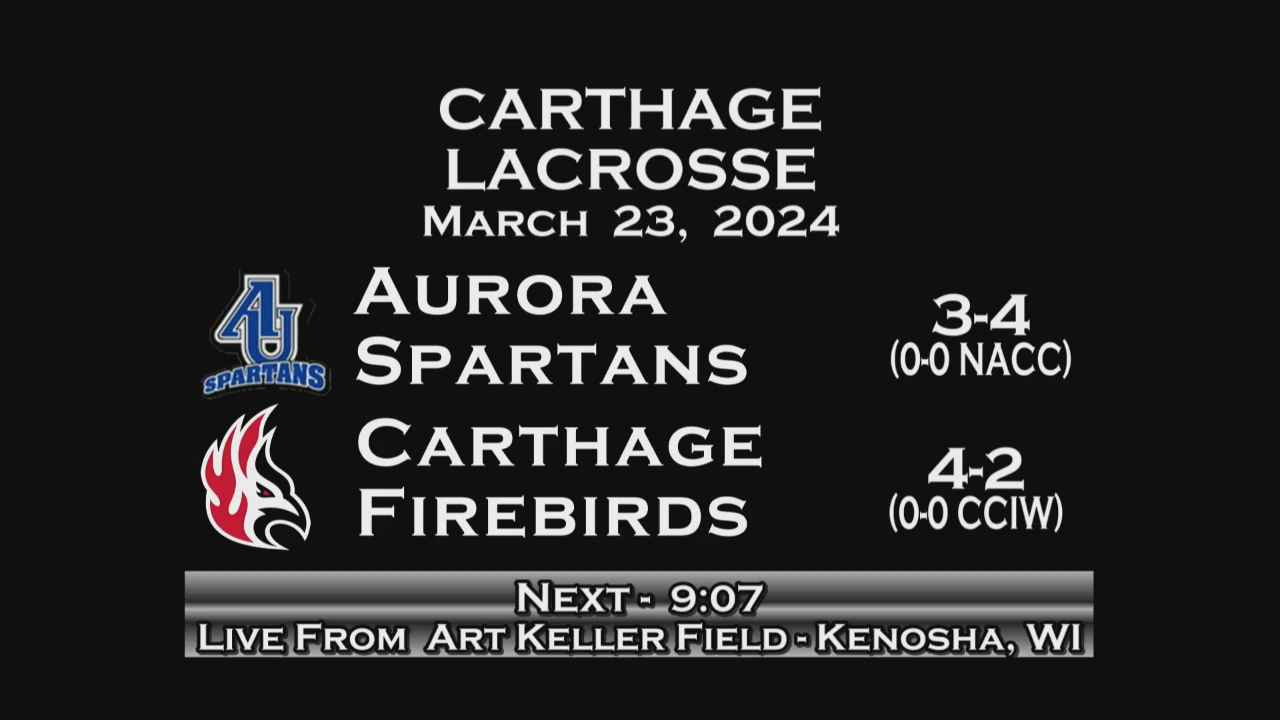 CARTHAGE
LACROSSE
MARCH 23, 2024
AU
SPARTANS
AURORA
SPARTANS
3-4
(0-0 NACC)
CARTHAGE
FIREBIRDS
4-2
(0-0 CCIW)
NEXT - 9:07
LIVE FROM ART KELLER FIELD - KENOSHA, WI